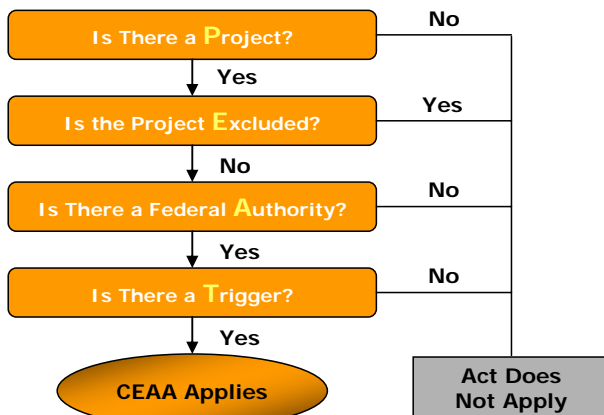 Is There a Project?
No
Yes
Is the Project Excluded?
Yes
No
Is There a Federal Authority?
No
Yes
Is There a Trigger?
No
Yes
CEAA Applies
Act Does
Not Apply